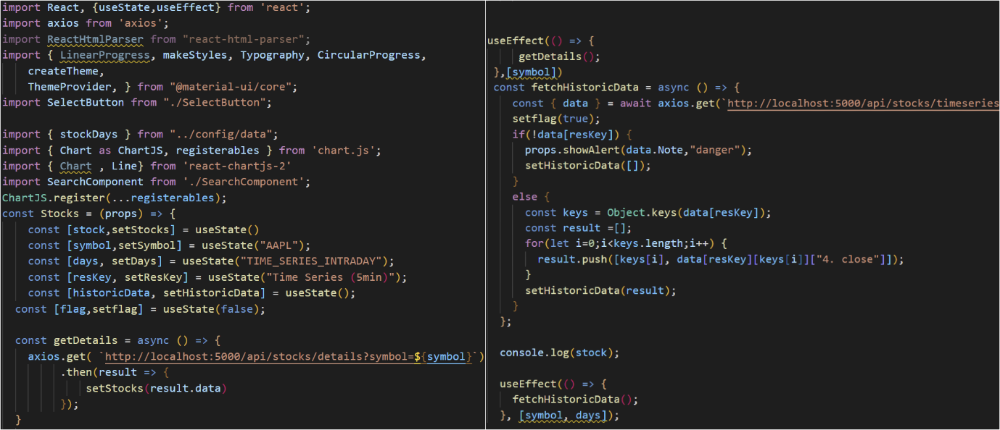 import React, {useState,useEffect} from 'react';
import axios from 'axios';
import ReactHtmlParser from "react-html-parser";
import { LinearProgress, makeStyles, Typography, CircularProgress,
createTheme,
ThemeProvider, } from "@material-ui/core";
import SelectButton from "./SelectButton";
import { stockDays } from "../config/data";
import { Chart as ChartJS, registerables } from 'chart.js';
import { Chart , Line} from 'react-chartjs-2'
import SearchComponent from './SearchComponent';
ChartJS.register(...registerables);
const Stocks = (props) => {
const [stock,setStocks] = useState()
const [symbol,setSymbol] = useState("AAPL");
const [days, setDays] = useState("TIME_SERIES_INTRADAY");
const [resKey, setResKey] = useState("Time Series (5min)");
const [historicData, setHistoricData] = useState();
const [flag,setflag] = useState(false);
const getDetails = async () => {
axios.get( `http://localhost:5000/api/stocks/details?symbol=${symbol}`)
.then(result => {
setStocks(result.data)
});
}
useEffect(() => {
getDetails();
},[symbol])
const fetchHistoricData = async () => {
const { data } = await axios.get(`http://localhost:5000/api/stocks/timeseries
setflag(true);
if(!data[resKey]) {
props.showAlert(data.Note,"danger");
setHistoricData([]);
}
else {
const keys = Object.keys(data[resKey]);
const result =[];
for(let i=0;i<keys.length;i++) {
result.push([keys[i], data[resKey][keys[i]]["4. close"]]);
}
setHistoricData(result);
}
};
console.log(stock);
useEffect(() => {
fetchHistoricData();
}, [symbol, days]);